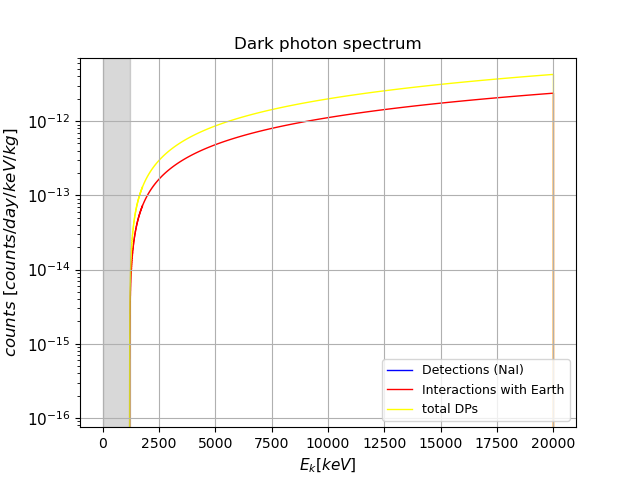 Dark photon spectrum
counts [counts/day/keV/kg]
10⁻¹²
10⁻¹³
10⁻¹⁴
10⁻¹⁵
10⁻¹⁶
Detections (NaI)
Interactions with Earth
total DPs
0 2500 5000 7500 10000 12500 15000 17500 20000
Eₖ[keV]